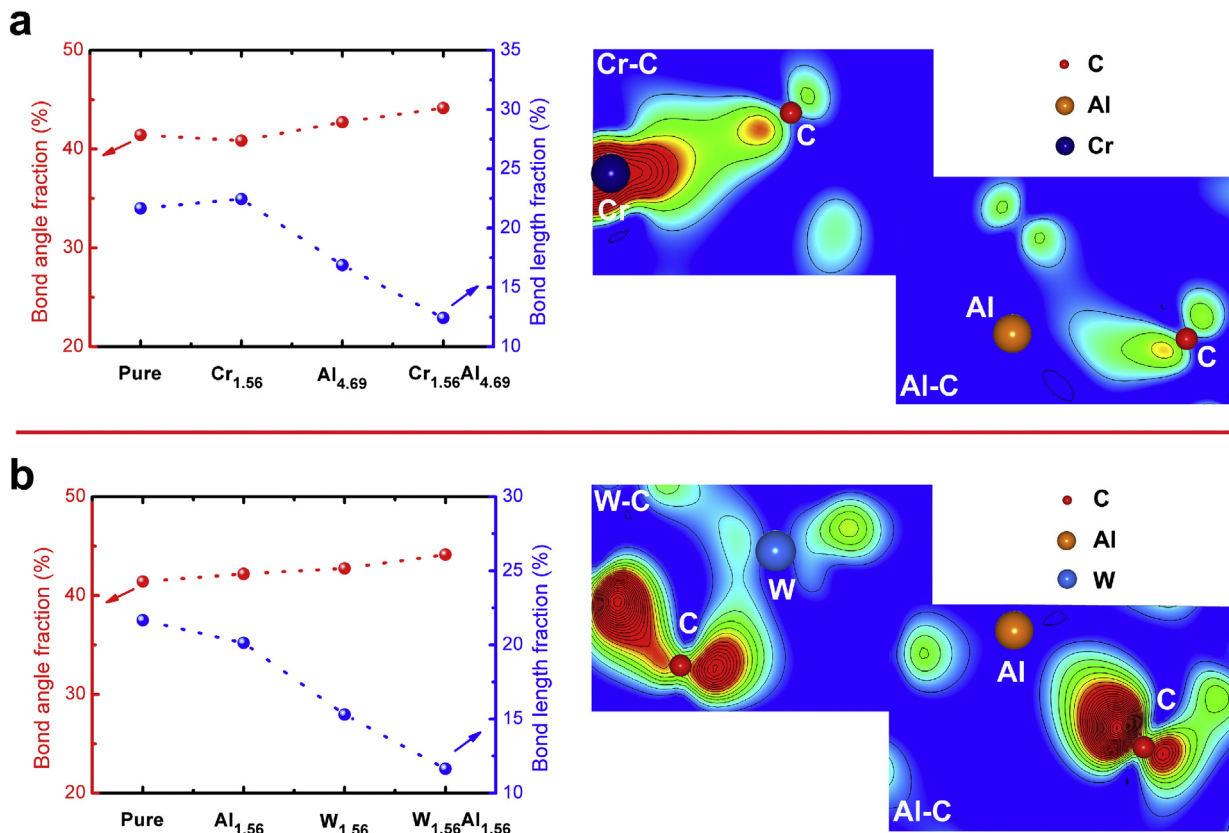 a
50
40
30
20
Bond angle fraction (%)
35
30
25
20
15
10
Bond length fraction (%)
Pure
Cr1.56
Al4.69
Cr1.56Al4.69
Cr-C
C
Cr
C
Al
Cr
Al
C
Al-C
b
50
40
30
20
Bond angle fraction (%)
30
25
20
15
10
Bond length fraction (%)
Pure
Al1.56
W1.56
W1.56Al1.56
W-C
W
C
C
Al
W
Al
C
Al-C